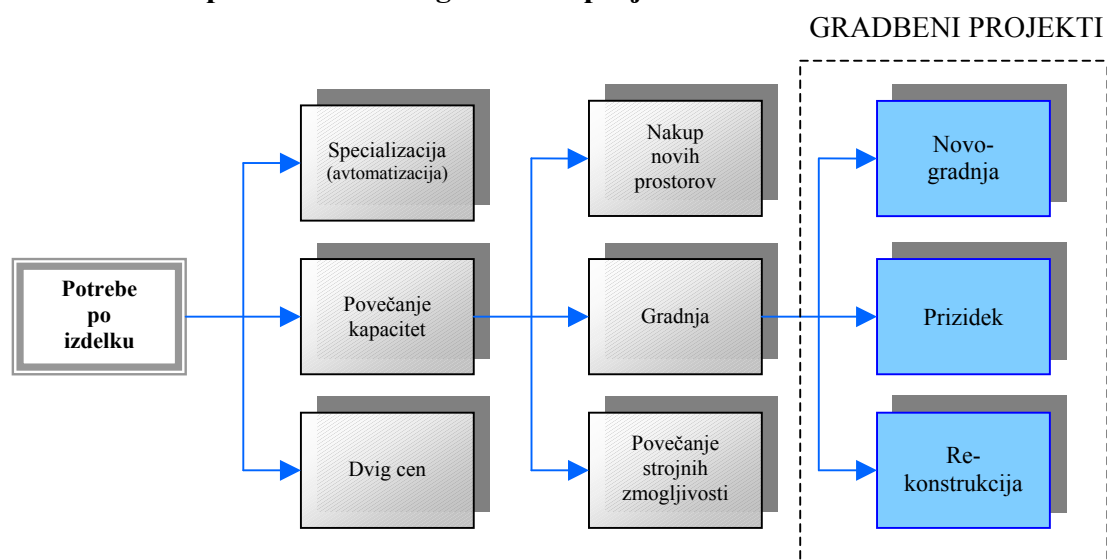 GRADBENI PROJEKTI
Specializacija
(avtomatizacija)
Nakup
novih
prostorov
Novo-
gradnja
Potrebe
po
izdelku
Povečanje
kapacitet
Gradnja
Prizidek
Dvig cen
Povečanje
strojnih
zmogljivosti
Re-
konstrukcija